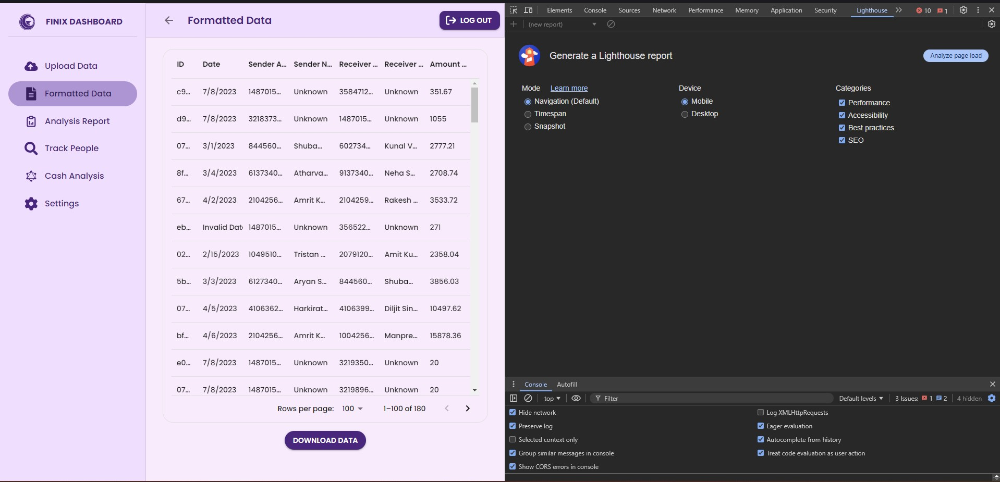 FINIX DASHBOARD
Upload Data
Formatted Data
Analysis Report
Track People
Cash Analysis
Settings
Formatted Data
LOG OUT
ID Date Sender A... Sender N... Receiver ... Receiver ... Amount ...
c9... 7/8/2023 1487015... Unknown 3584712... Unknown 351.67
d9... 7/8/2023 3218373... Unknown 1487015... Unknown 1055
07... 3/1/2023 844560... Shuba... 602734... Kunal V... 2777.21
8f... 3/4/2023 6137340... Atharva... 9137340... Neha S... 2708.74
67... 4/2/2023 2104256... Amrit K... 2104259... Rakesh ... 3533.72
eb... Invalid Date 1487015... Unknown 356522... Unknown 271
02... 2/15/2023 1049510... Tristan ... 2079120... Amit Ku... 2358.04
5b... 3/3/2023 6127340... Aryan S... 844560... Shuba... 3856.03
07... 4/5/2023 4106362... Harkirat... 4106399... Diljit Sin... 10497.62
bf... 4/6/2023 2104256... Amrit K... 1004256... Manpre... 15878.36
e0... 7/8/2023 1487015... Unknown 3219350... Unknown 20
07... 7/8/2023 1487015... Unknown 3219896... Unknown 20
Rows per page: 100 1–100 of 180
DOWNLOAD DATA
Elements Console Sources Network Performance Memory Application Security Lighthouse 10 1
(new report)
Generate a Lighthouse report
Analyze page load
Mode Learn more
Navigation (Default)
Timespan
Snapshot
Device
Mobile
Desktop
Categories
Performance
Accessibility
Best practices
SEO
Console Autofill
top Filter Default levels 3 Issues: 1 2 4 hidden
Hide network
Preserve log
Selected context only
Group similar messages in console
Show CORS errors in console
Log XMLHttpRequests
Eager evaluation
Autocomplete from history
Treat code evaluation as user action